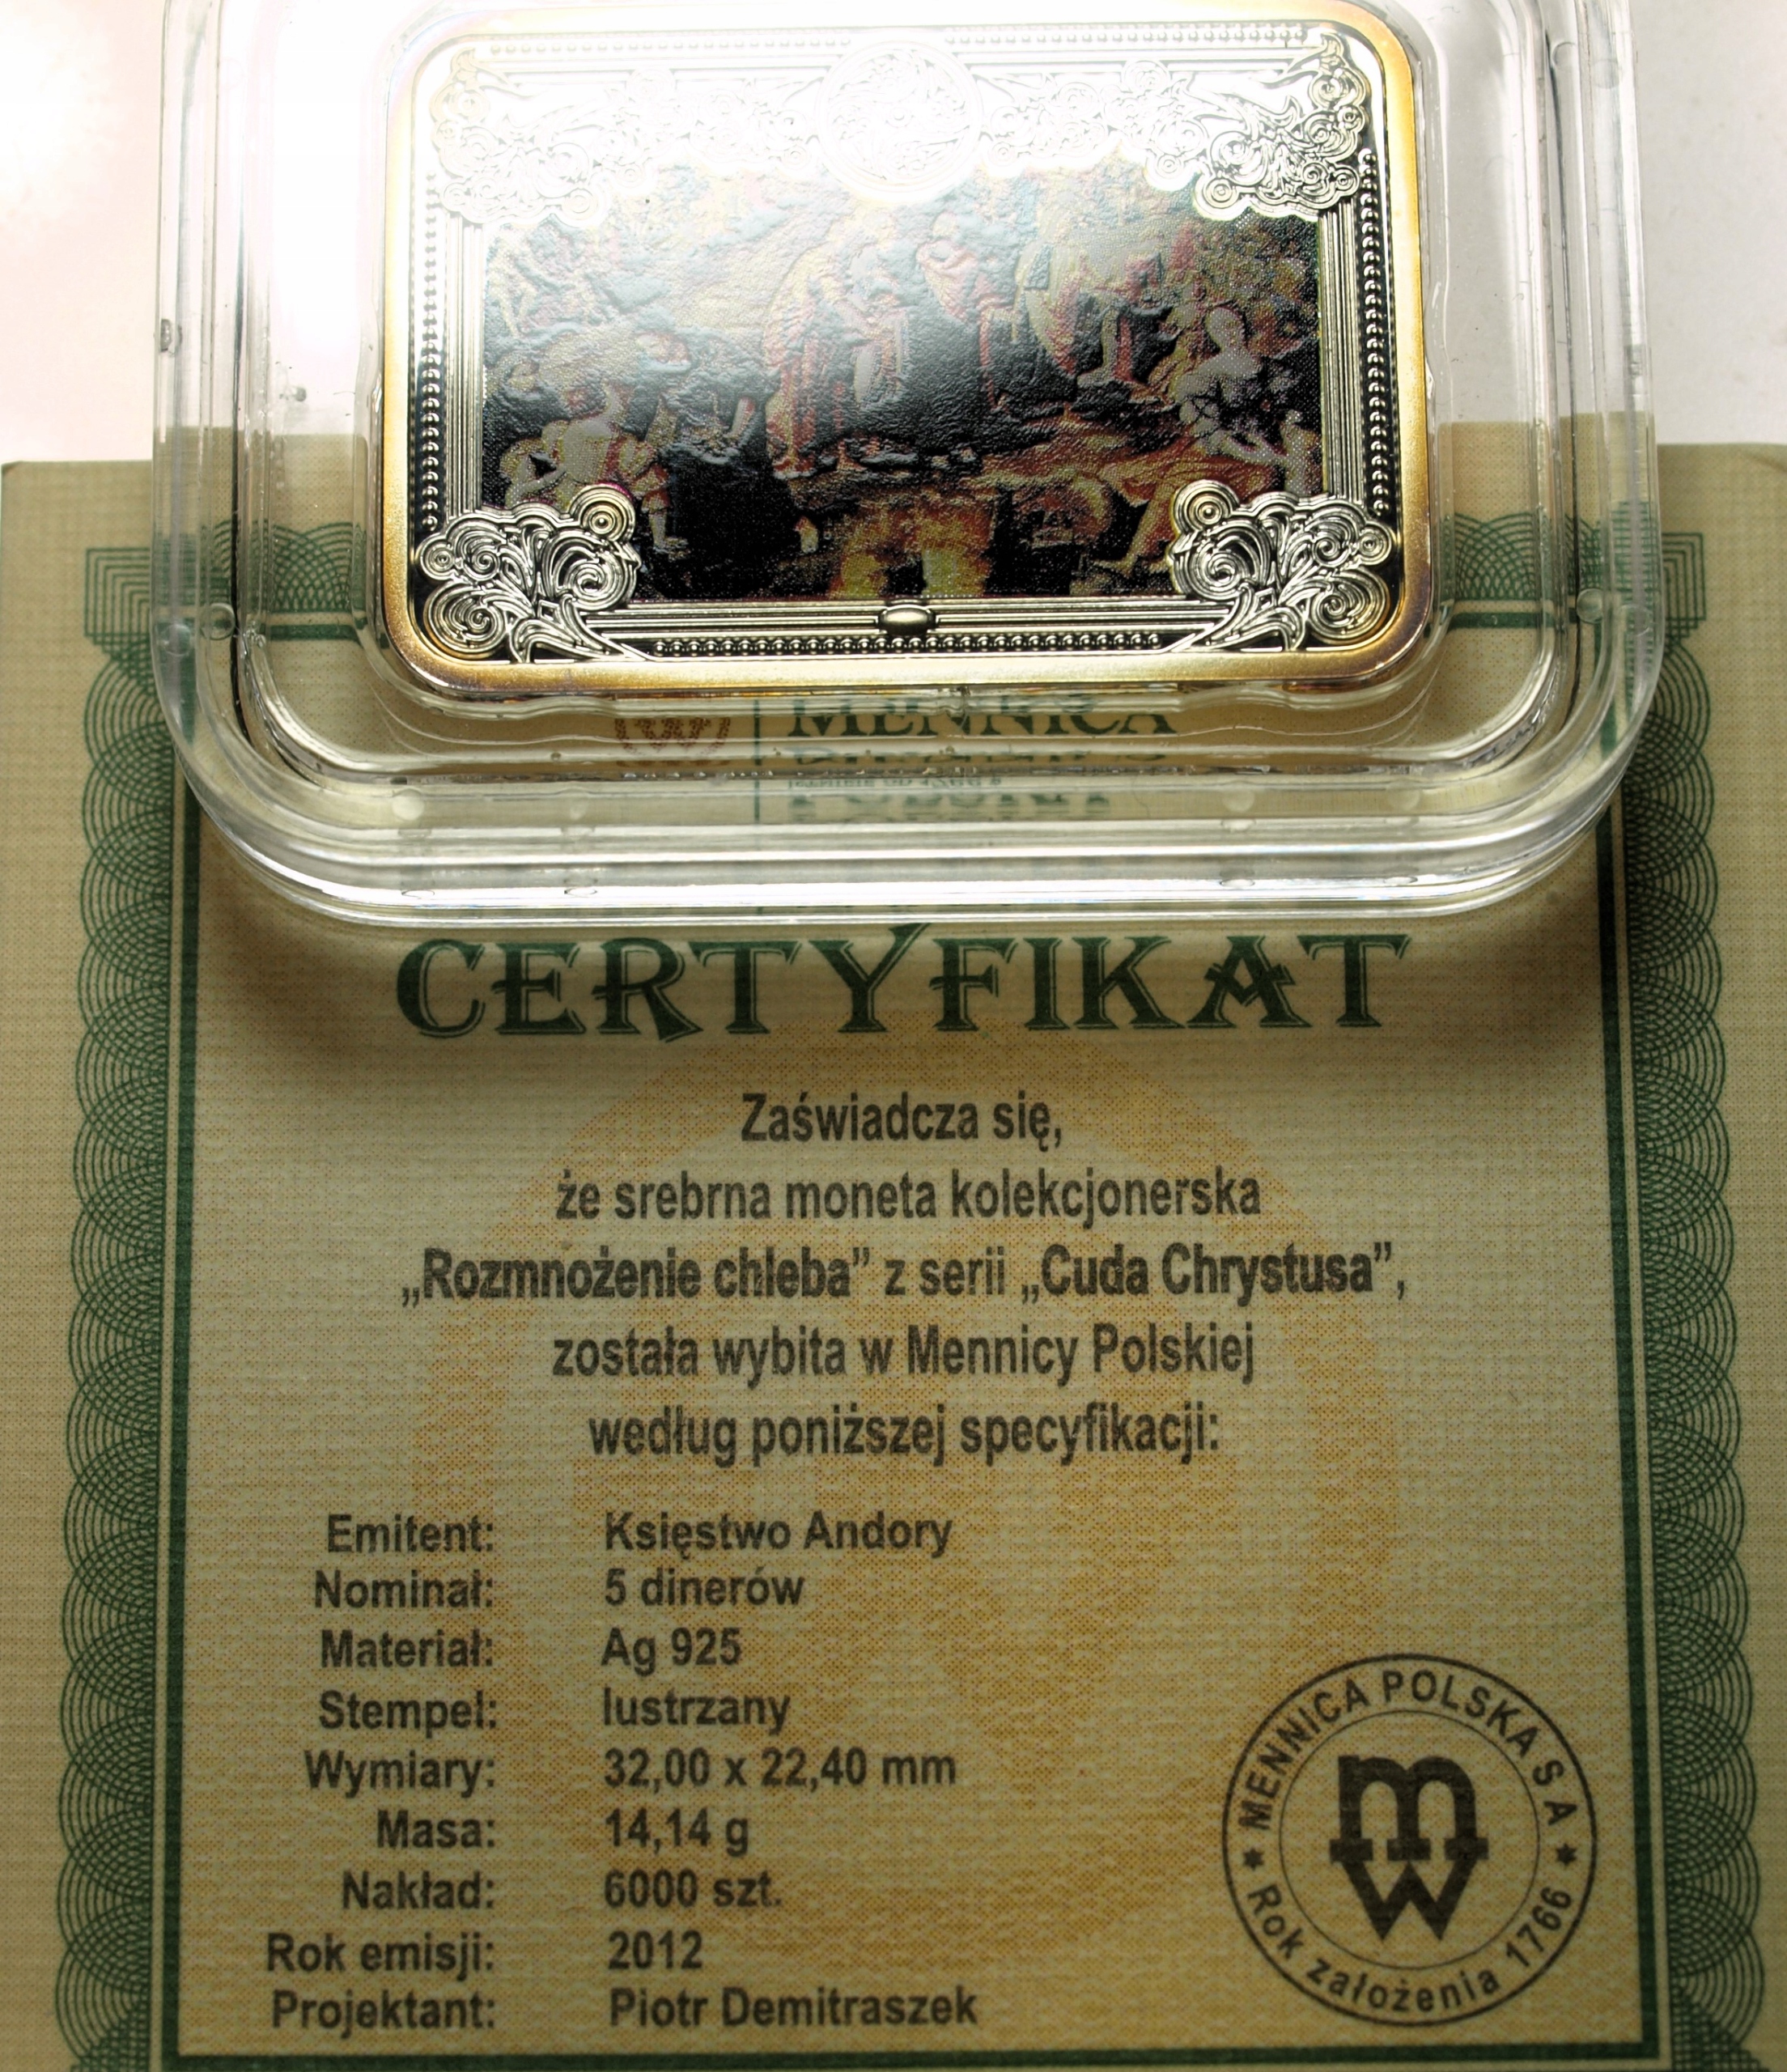 MENNICA
CERTYFIKAT
Zaświadcza się,
że srebrna moneta kolekcjonerska
„Rozmnożenie chleba” z serii „Cuda Chrystusa”,
została wybita w Mennicy Polskiej
według poniższej specyfikacji:
Emitent: Księstwo Andory
Nominał: 5 dinerów
Materiał: Ag 925
Stempel: lustrzany
Wymiary: 32,00 x 22,40 mm
Masa: 14,14 g
Nakład: 6000 szt.
Rok emisji: 2012
Projektant: Piotr Demitraszek
MENNICA POLSKA S A
mw
Rok założenia 1766